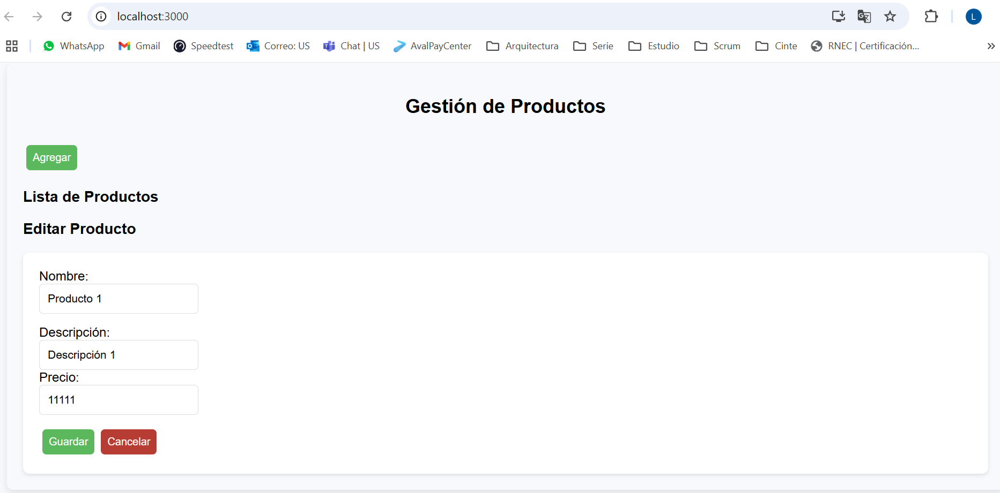 localhost:3000
L
WhatsApp Gmail Speedtest Correo: US Chat | US AvalPayCenter Arquitectura Serie Estudio Scrum Cinte RNEC | Certificación...
Gestión de Productos
Agregar
Lista de Productos
Editar Producto
Nombre:
Producto 1
Descripción:
Descripción 1
Precio:
11111
Guardar Cancelar